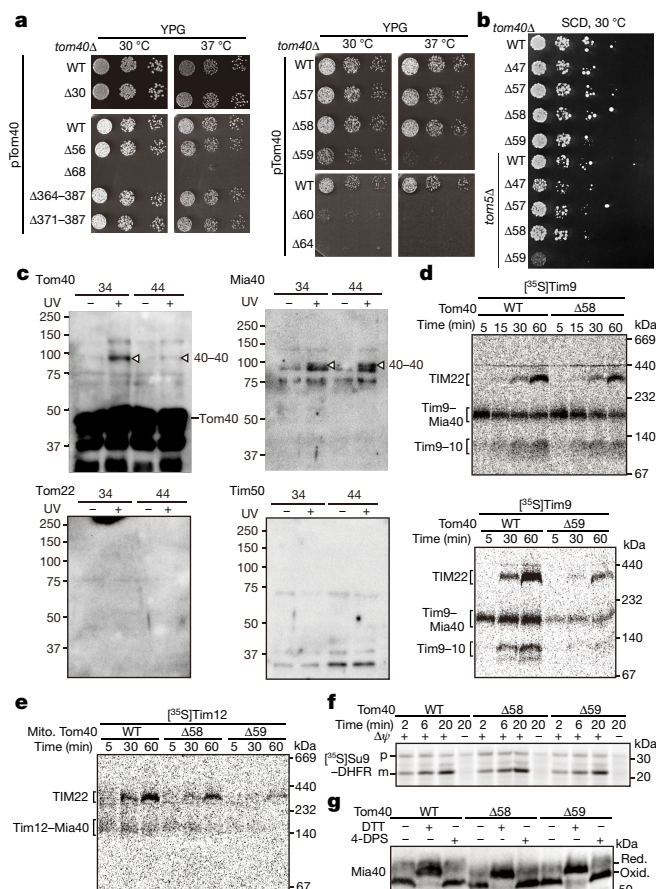 a
YPG
YPG
tom40Δ 30 °C 37 °C
tom40Δ 30 °C 37 °C
pTom40
WT
Δ30
WT
Δ56
Δ68
Δ364–387
Δ371–387
pTom40
WT
Δ57
Δ58
Δ59
WT
Δ60
Δ64
b
SCD, 30 °C
tom40Δ
WT
Δ47
Δ57
Δ58
Δ59
tom5Δ
WT
Δ47
Δ57
Δ58
Δ59
c
Tom40 34 44
UV – + – +
250
150
100
75
50
37
40–40
Tom40
Mia40 34 44
UV – + – +
250
150
100
75
50
37
40–40
Tom22 34 44
UV – + – +
250
150
100
75
50
37
Tim50 34 44
UV – + – +
250
150
100
75
50
37
d
[³⁵S]Tim9
Tom40 WT Δ58
Time (min) 5 15 30 60 5 15 30 60 kDa
669
440
TIM22
232
Tim9–
Mia40
140
Tim9–10
67
[³⁵S]Tim9
Tom40 WT Δ59
Time (min) 5 30 60 5 30 60 kDa
440
TIM22
232
Tim9–
Mia40
140
Tim9–10
67
e
[³⁵S]Tim12
Mito. Tom40 WT Δ58 Δ59
Time (min) 5 30 60 5 30 60 5 30 60 kDa
669
440
TIM22
232
Tim12–Mia40
140
67
f
Tom40 WT Δ58 Δ59
Time (min) 2 6 20 20 2 6 20 20 2 6 20 20
Δψ + + + – + + + – + + + – kDa
[³⁵S]Su9
–DHFR
p
m
30
20
g
Tom40 WT Δ58 Δ59
DTT – + – – + – – + –
4-DPS – – + – – + – – + kDa
Mia40
Red.
Oxid.
50